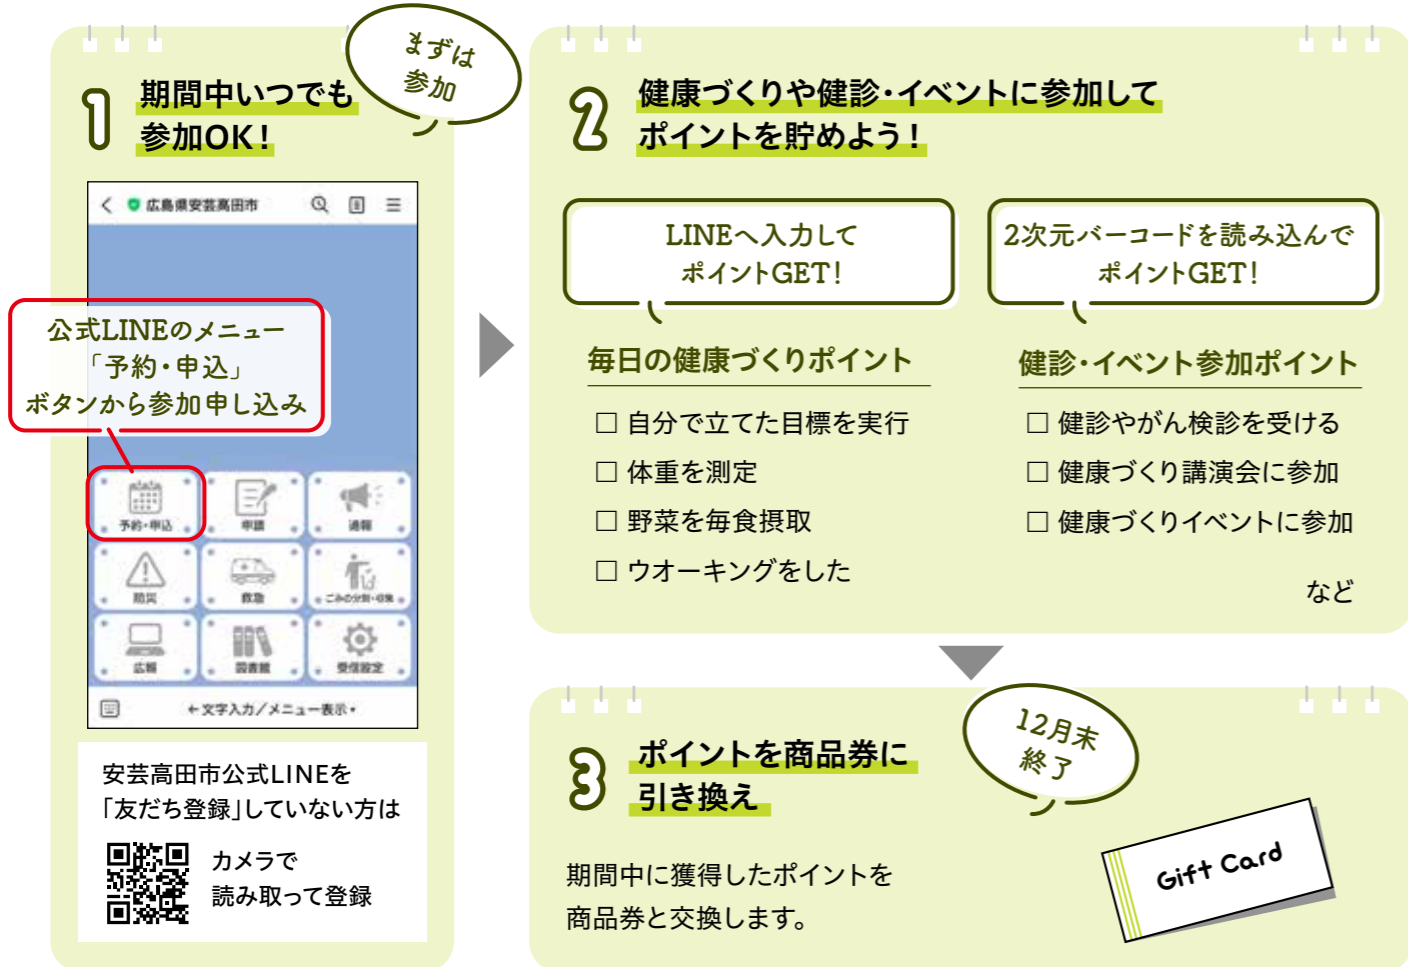 まずは
参加
1 期間中いつでも
参加OK!
広島県安芸高田市
公式LINEのメニュー
「予約・申込」
ボタンから参加申し込み
予約・申込
申請
通報
防災
救急
ごみの分別・収集
広報
図書館
受信設定
←文字入力/メニュー表示・
安芸高田市公式LINEを
「友だち登録」していない方は
カメラで
読み取って登録
2 健康づくりや健診・イベントに参加して
ポイントを貯めよう!
LINEへ入力して
ポイントGET!
毎日の健康づくりポイント
□ 自分で立てた目標を実行
□ 体重を測定
□ 野菜を毎食摂取
□ ウオーキングをした
2次元バーコードを読み込んで
ポイントGET!
健診・イベント参加ポイント
□ 健診やがん検診を受ける
□ 健康づくり講演会に参加
□ 健康づくりイベントに参加
など
3 ポイントを商品券に
引き換え
12月末
終了
期間中に獲得したポイントを
商品券と交換します。
Gift Card